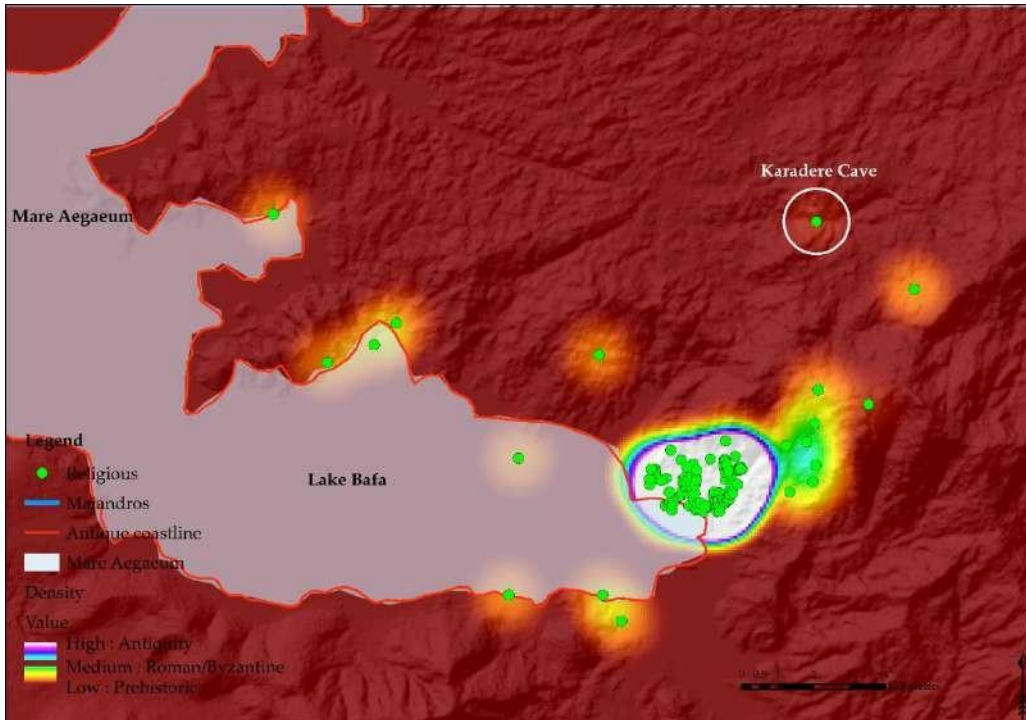 Karadere Cave
Mare Aegaeum
Lake Bafa
Legend
Religious
Maiandros
Antique coastline
Mare Aegaeum
Density
Value
High : Antiquity
Medium : Roman/Byzantine
Low : Prehistoric